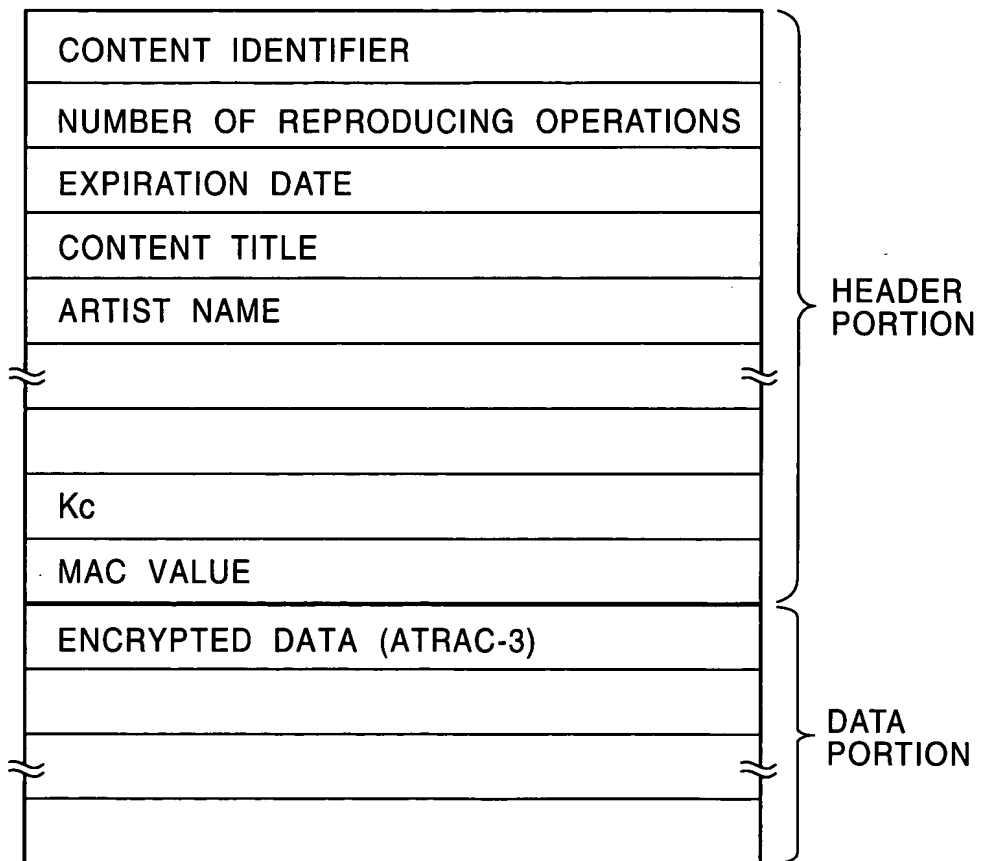 CONTENT IDENTIFIER
NUMBER OF REPRODUCING OPERATIONS
EXPIRATION DATE
CONTENT TITLE
ARTIST NAME
HEADER
PORTION
Kc
MAC VALUE
ENCRYPTED DATA (ATRAC-3)
DATA
PORTION